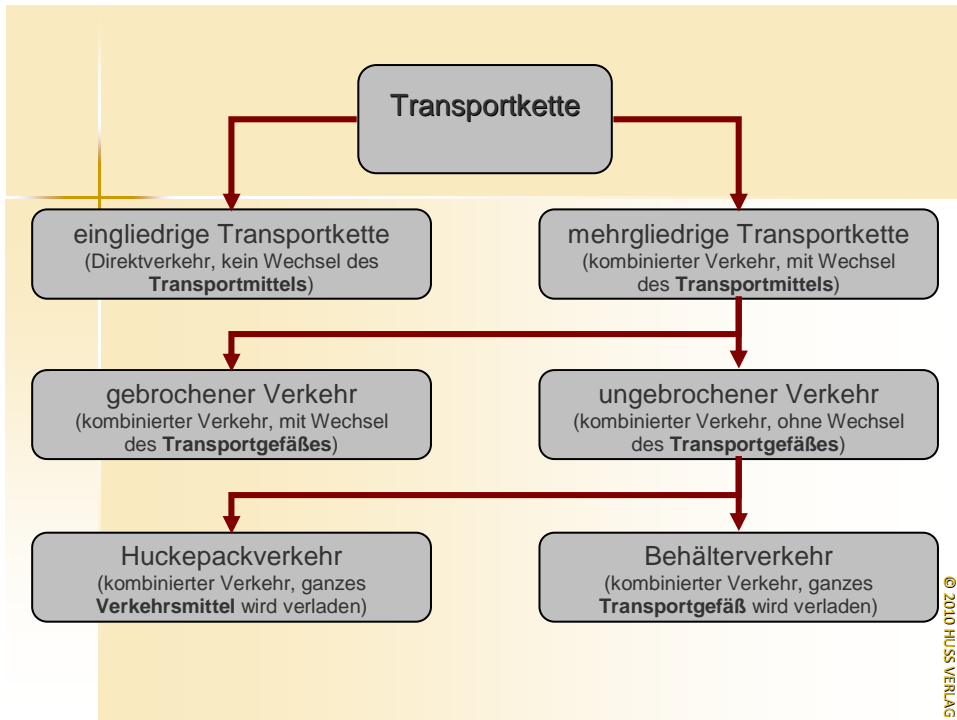 Transportkette
eingliedrige Transportkette
(Direktverkehr, kein Wechsel des
Transportmittels)
mehrgliedrige Transportkette
(kombinierter Verkehr, mit Wechsel
des Transportmittels)
gebrochener Verkehr
(kombinierter Verkehr, mit Wechsel
des Transportgefäßes)
ungebrochener Verkehr
(kombinierter Verkehr, ohne Wechsel
des Transportgefäßes)
Huckepackverkehr
(kombinierter Verkehr, ganzes
Verkehrsmittel wird verladen)
Behälterverkehr
(kombinierter Verkehr, ganzes
Transportgefäß wird verladen)
© 2010 HUSS VERLAG